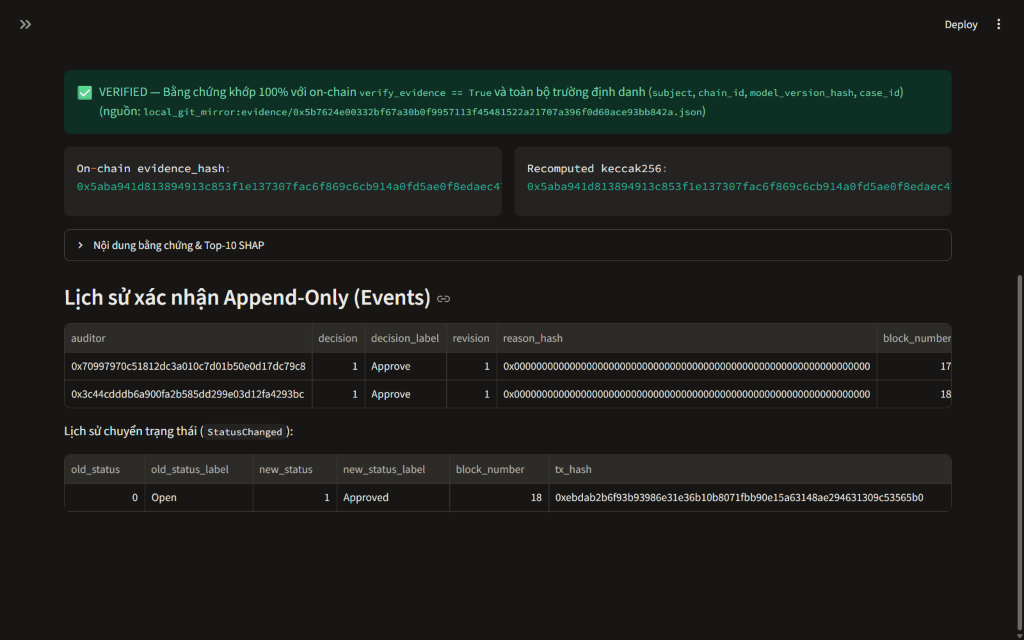 Deploy
VERIFIED — Bằng chứng khớp 100% với on-chain verify_evidence == True và toàn bộ trường định danh (subject, chain_id, model_version_hash, case_id)
(nguồn: local_git_mirror:evidence/0x5b7624e00332bf67a30b0f9957113f45481522a21707a396f0d60ace93bb842a.json)
On-chain evidence_hash:
0x5aba941d813894913c853f1e137307fac6f869c6cb914a0fd5ae0f8edaec4
Recomputed keccak256:
0x5aba941d813894913c853f1e137307fac6f869c6cb914a0fd5ae0f8edaec4
Nội dung bằng chứng & Top-10 SHAP
Lịch sử xác nhận Append-Only (Events)
auditor decision decision_label revision reason_hash block_number
0x70997970c51812dc3a010c7d01b50e0d17dc79c8 1 Approve 1 0x0000000000000000000000000000000000000000000000000000000000000000 17
0x3c44cdddb6a900fa2b585dd299e03d12fa4293bc 1 Approve 1 0x0000000000000000000000000000000000000000000000000000000000000000 18
Lịch sử chuyển trạng thái (StatusChanged):
old_status old_status_label new_status new_status_label block_number tx_hash
0 Open 1 Approved 18 0xebdab2b6f93b93986e31e36b10b8071fbb90e15a63148ae294631309c53565b0